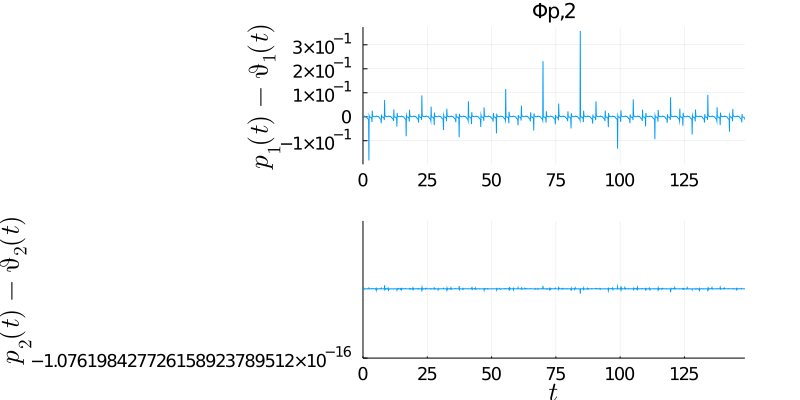 Φp,2
p₁(t) − ϑ₁(t)
3×10⁻¹
2×10⁻¹
1×10⁻¹
0
−1×10⁻¹
0 25 50 75 100 125
p₂(t) − ϑ₂(t)
−1.0761984277261589237895​12×10⁻¹⁶
0 25 50 75 100 125
t